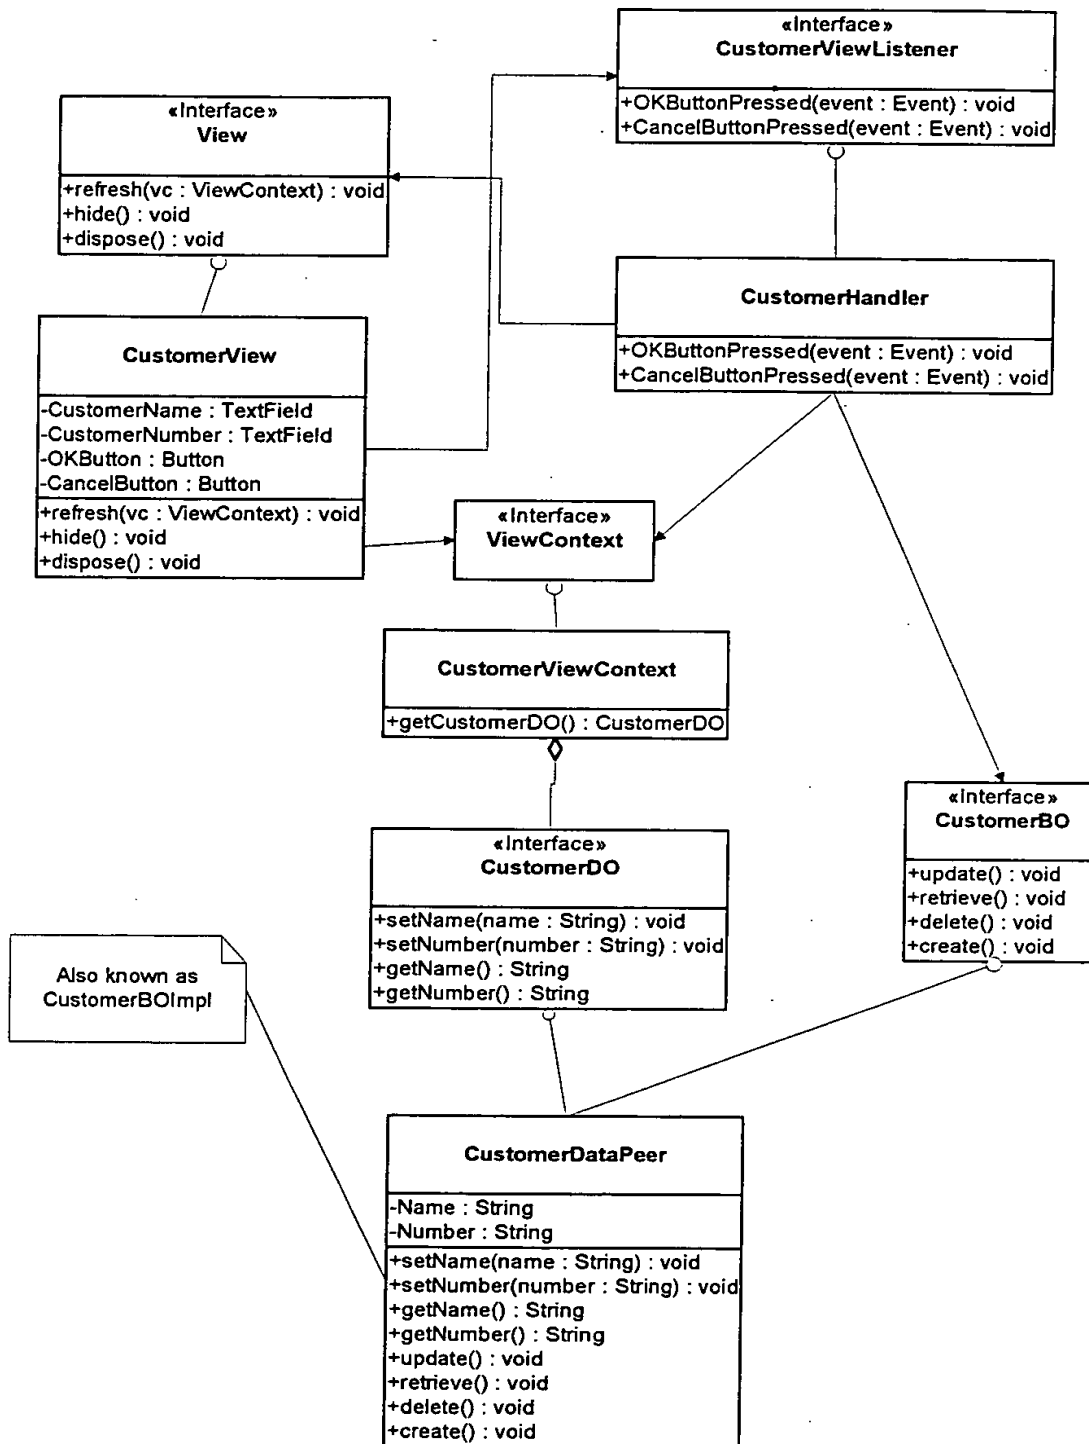 «Interface»
CustomerViewListener
+OKButtonPressed(event : Event) : void
+CancelButtonPressed(event : Event) : void
«Interface»
View
+refresh(vc : ViewContext) : void
+hide() : void
+dispose() : void
CustomerHandler
+OKButtonPressed(event : Event) : void
+CancelButtonPressed(event : Event) : void
CustomerView
-CustomerName : TextField
-CustomerNumber : TextField
-OKButton : Button
-CancelButton : Button
+refresh(vc : ViewContext) : void
+hide() : void
+dispose() : void
«Interface»
ViewContext
CustomerViewContext
+getCustomerDO() : CustomerDO
«Interface»
CustomerBO
+update() : void
+retrieve() : void
+delete() : void
+create() : void
«Interface»
CustomerDO
+setName(name : String) : void
+setNumber(number : String) : void
+getName() : String
+getNumber() : String
Also known as
CustomerBOImpl
CustomerDataPeer
-Name : String
-Number : String
+setName(name : String) : void
+setNumber(number : String) : void
+getName() : String
+getNumber() : String
+update() : void
+retrieve() : void
+delete() : void
+create() : void